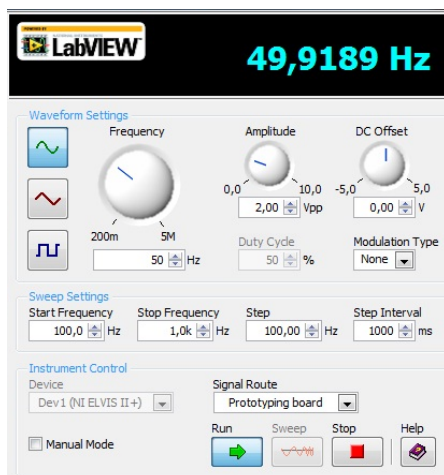 LabVIEW
49,9189 Hz
Waveform Settings
Frequency
Amplitude
DC Offset
0,0 10,0 -5,0 5,0
2,00 Vpp 0,00 V
200m 5M
Duty Cycle
Modulation Type
50 Hz
50 %
None
Sweep Settings
Start Frequency Stop Frequency Step Step Interval
100,0 Hz 1,0k Hz 100,00 Hz 1000 ms
Instrument Control
Device
Signal Route
Dev1 (NI ELVIS II+)
Prototyping board
Manual Mode
Run Sweep Stop Help